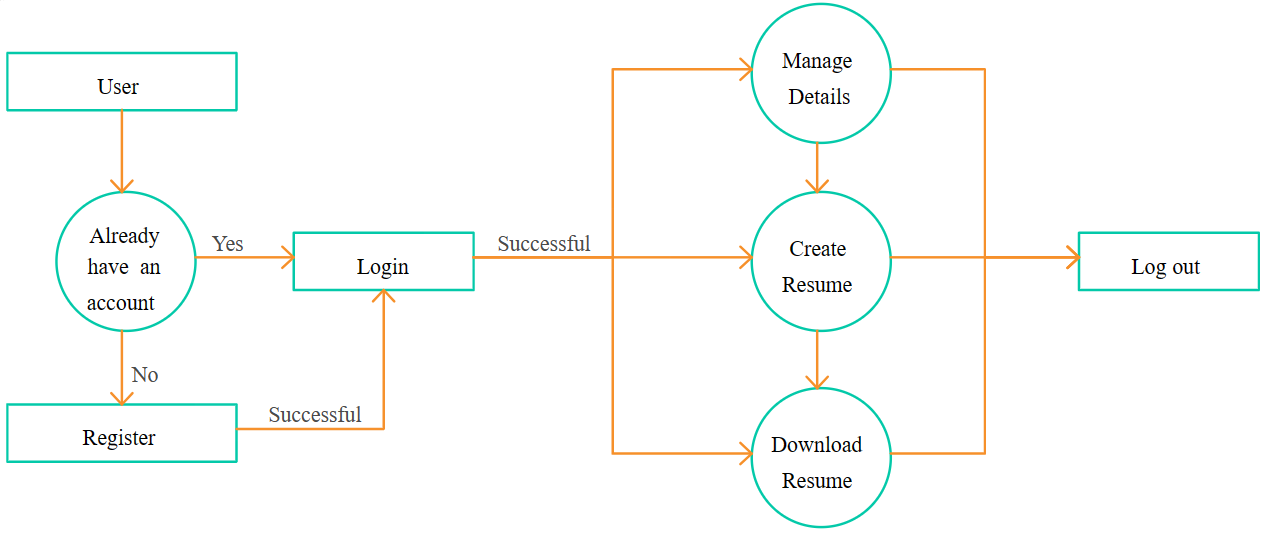 User
Already
have an
account
Yes
No
Register
Successful
Login
Successful
Manage
Details
Create
Resume
Download
Resume
Log out